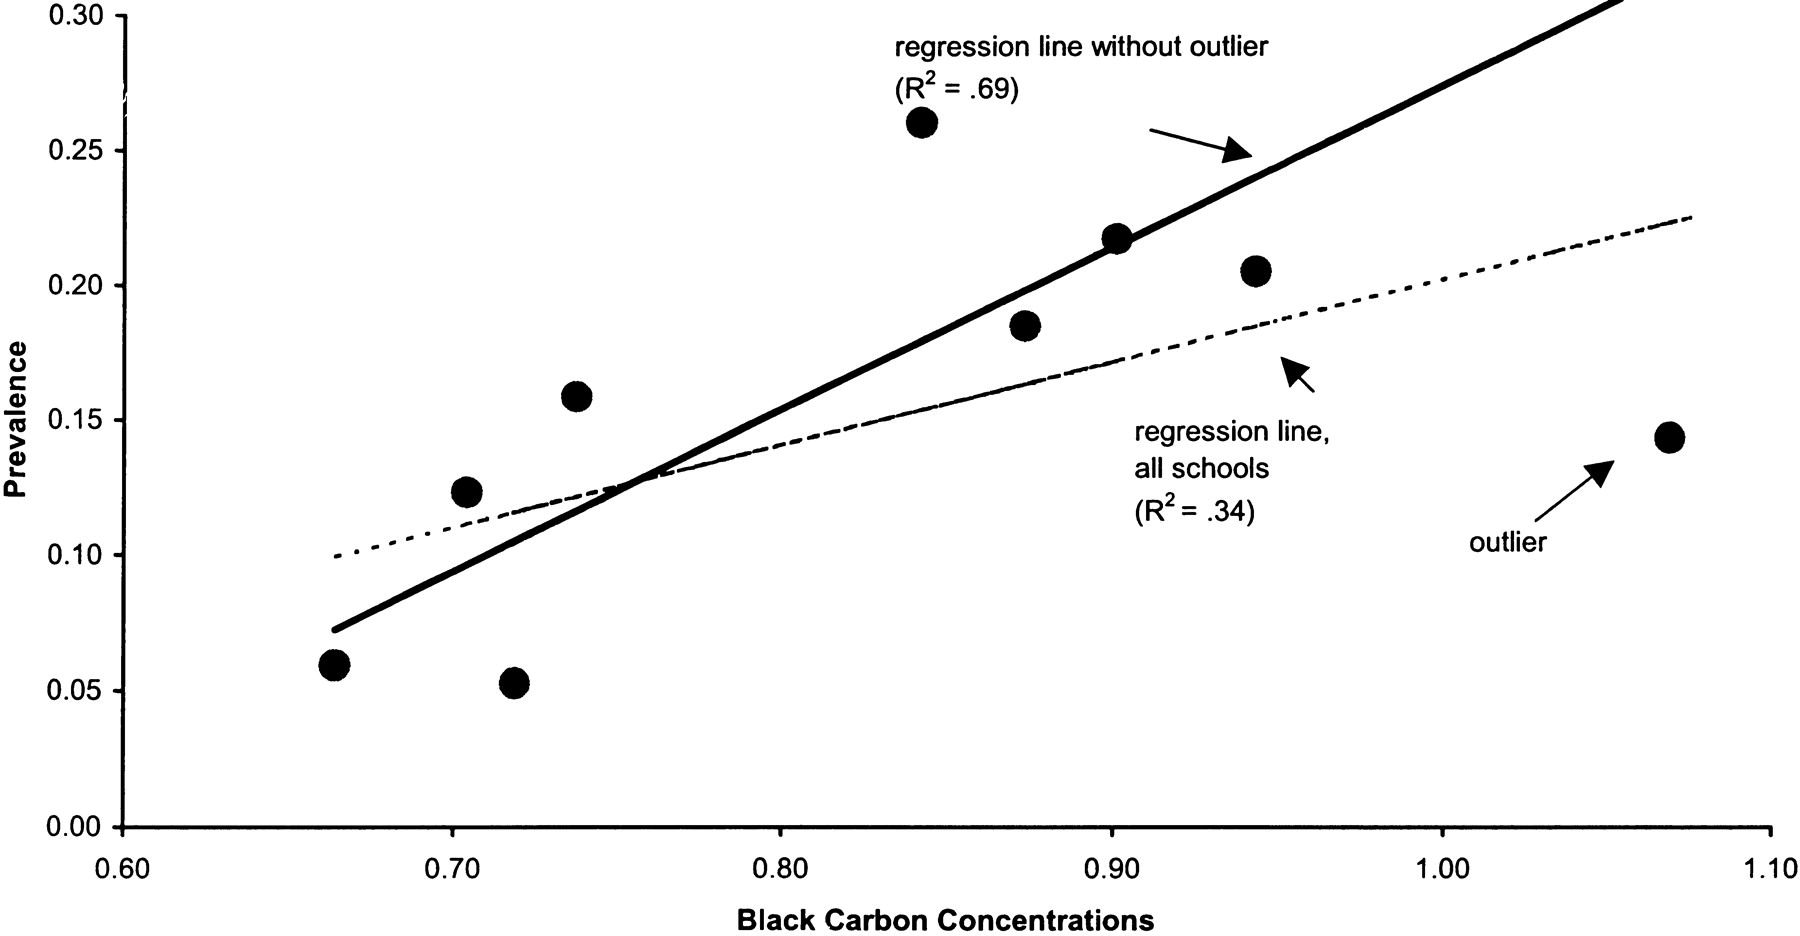 0.30
regression line without outlier
(R² = .69)
0.25
0.20
0.15
regression line,
all schools
(R² = .34)
outlier
0.10
0.05
0.00
Prevalence
0.60 0.70 0.80 0.90 1.00 1.10
Black Carbon Concentrations